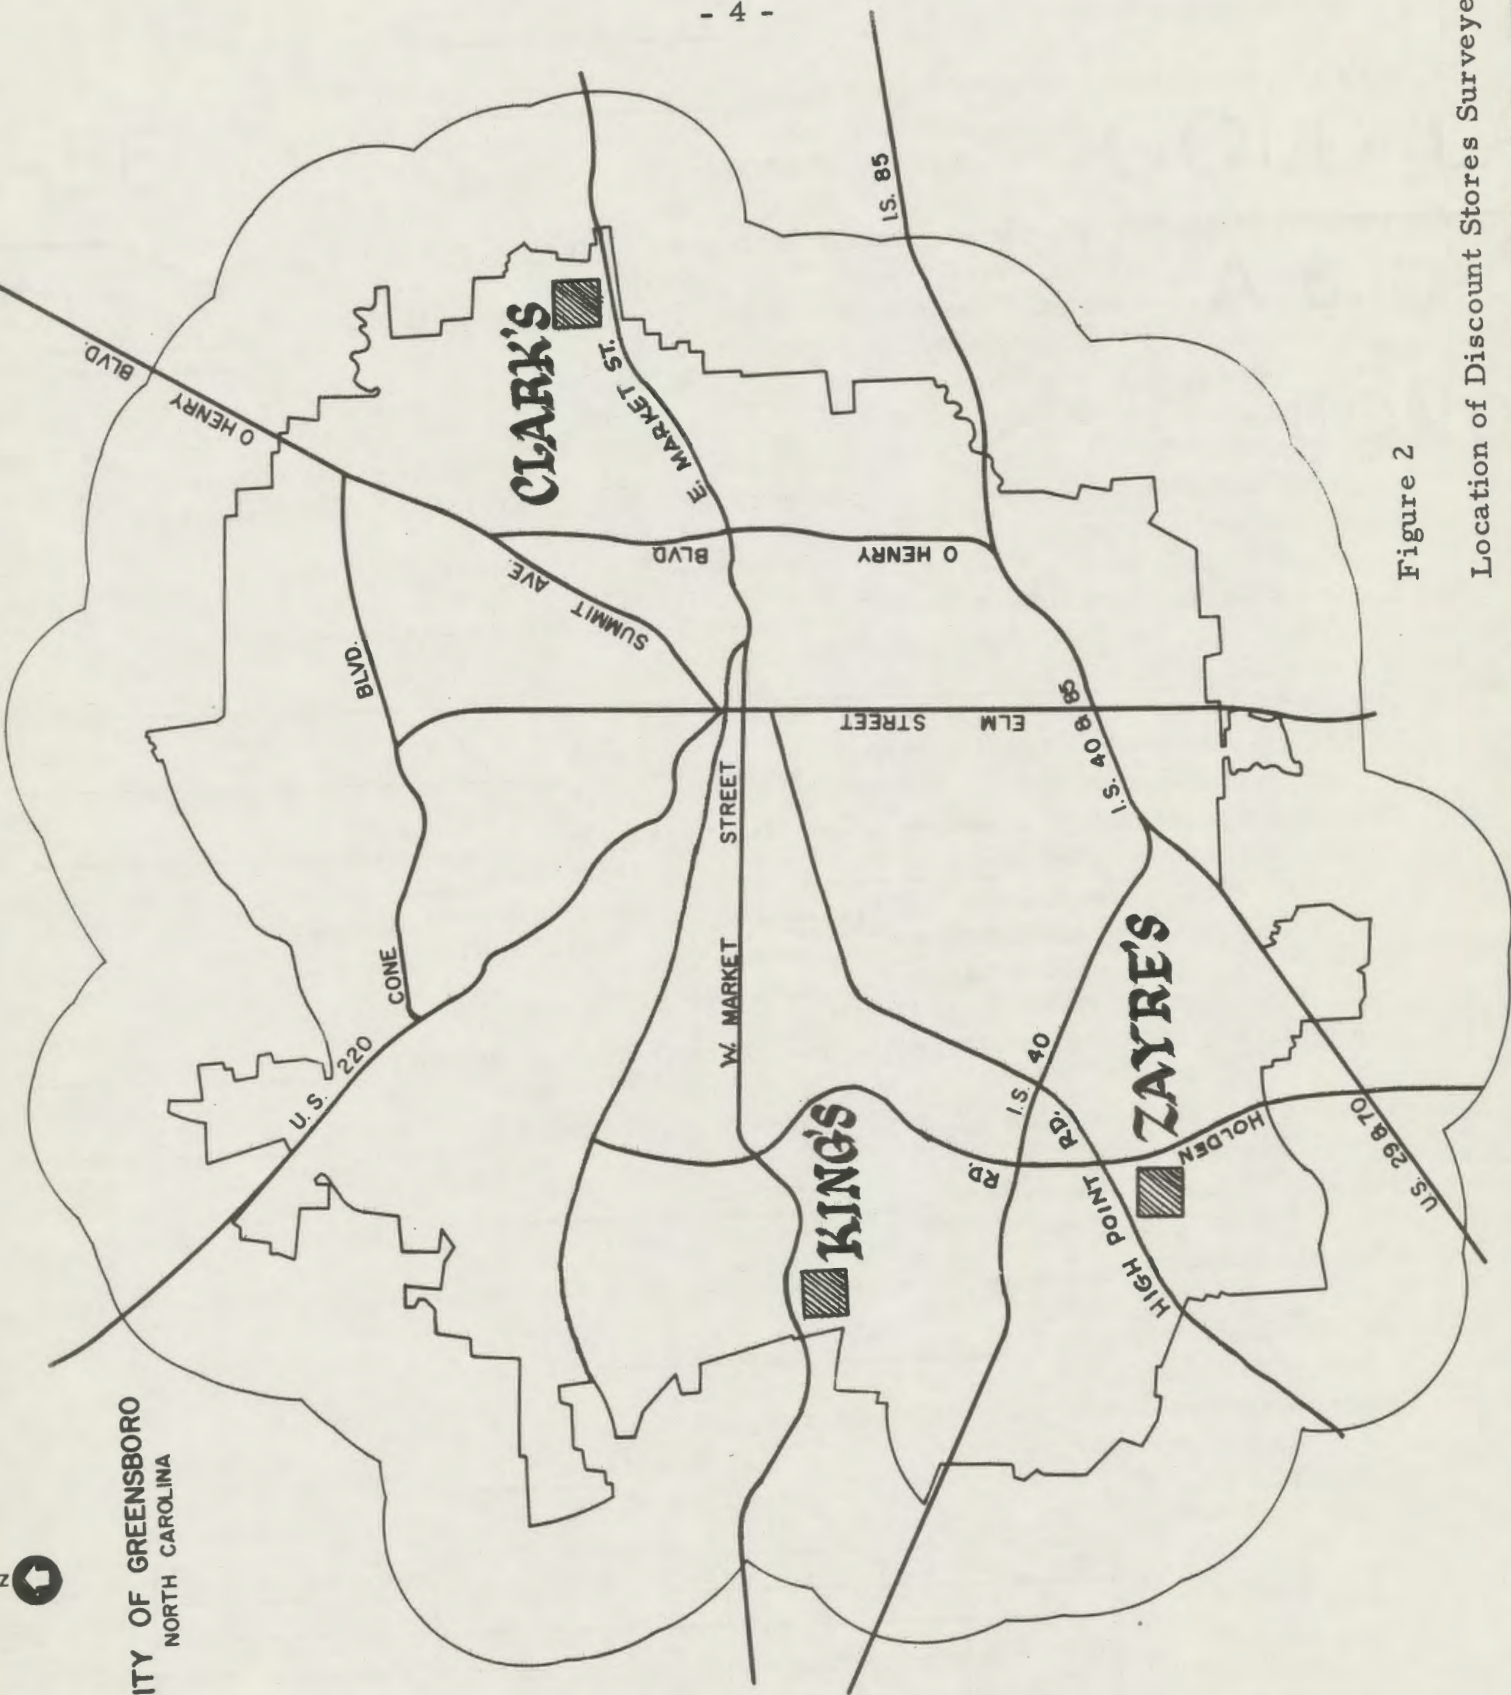 - 4 -
Z
ITY OF GREENSBORO
NORTH CAROLINA
O HENRY BLVD.
CONE BLVD.
U.S. 220
SUMMIT AVE.
CLARK'S
E. MARKET ST.
O HENRY BLVD.
I.S. 85
W. MARKET STREET
ELM STREET
I.S. 40 & 85
KING'S
I.S. 40
HOLDEN RD.
HIGH POINT RD.
ZAYRE'S
U.S. 29 & 70
Figure 2
Location of Discount Stores Surveye